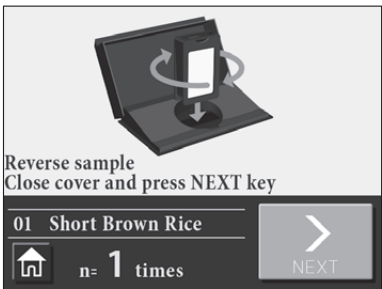 Reverse sample
Close cover and press NEXT key
01 Short Brown Rice
n= 1 times
NEXT